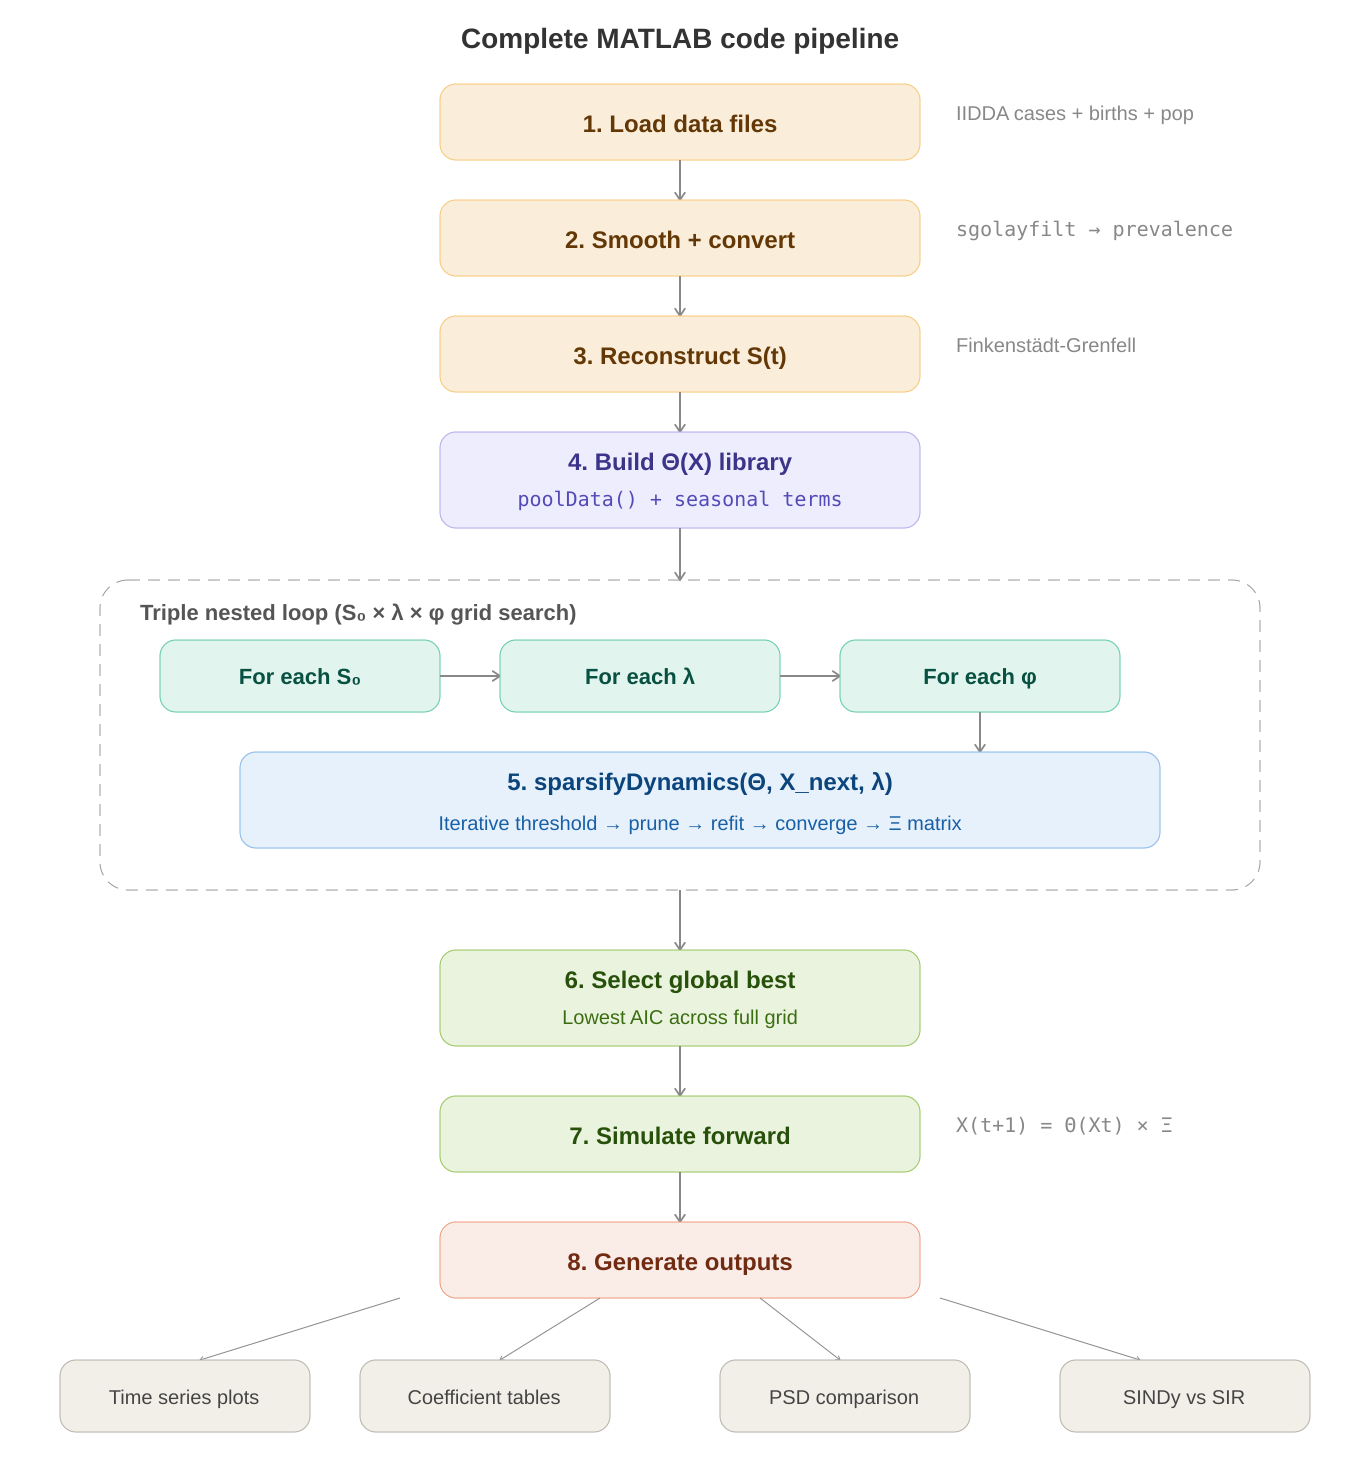 Complete MATLAB code pipeline
1. Load data files
IIDDA cases + births + pop
2. Smooth + convert
sgolayfilt → prevalence
3. Reconstruct S(t)
Finkenstädt-Grenfell
4. Build Θ(X) library
poolData() + seasonal terms
Triple nested loop (S₀ × λ × φ grid search)
For each S₀
For each λ
For each φ
5. sparsifyDynamics(Θ, X_next, λ)
Iterative threshold → prune → refit → converge → Ξ matrix
6. Select global best
Lowest AIC across full grid
7. Simulate forward
X(t+1) = Θ(Xt) × Ξ
8. Generate outputs
Time series plots
Coefficient tables
PSD comparison
SINDy vs SIR